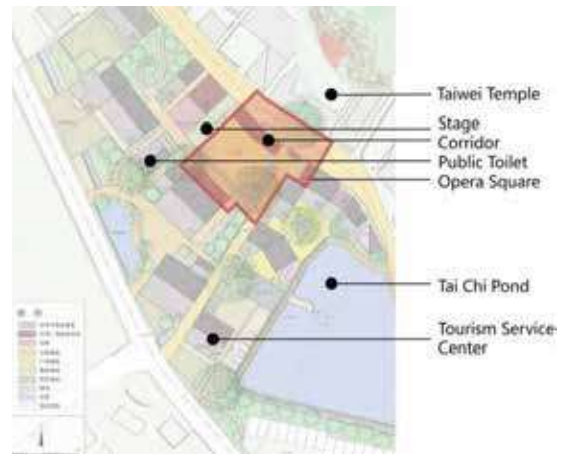 Taiwei Temple
Stage
Corridor
Public Toilet
Opera Square
Tai Chi Pond
Tourism Service
Center